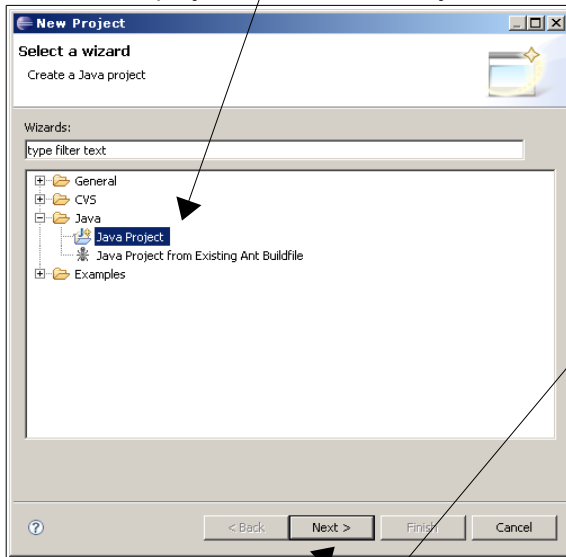 New Project
Select a wizard
Create a Java project
Wizards:
type filter text
General
CVS
Java
Java Project
Java Project from Existing Ant Buildfile
Examples
?
< Back Next > Finish Cancel